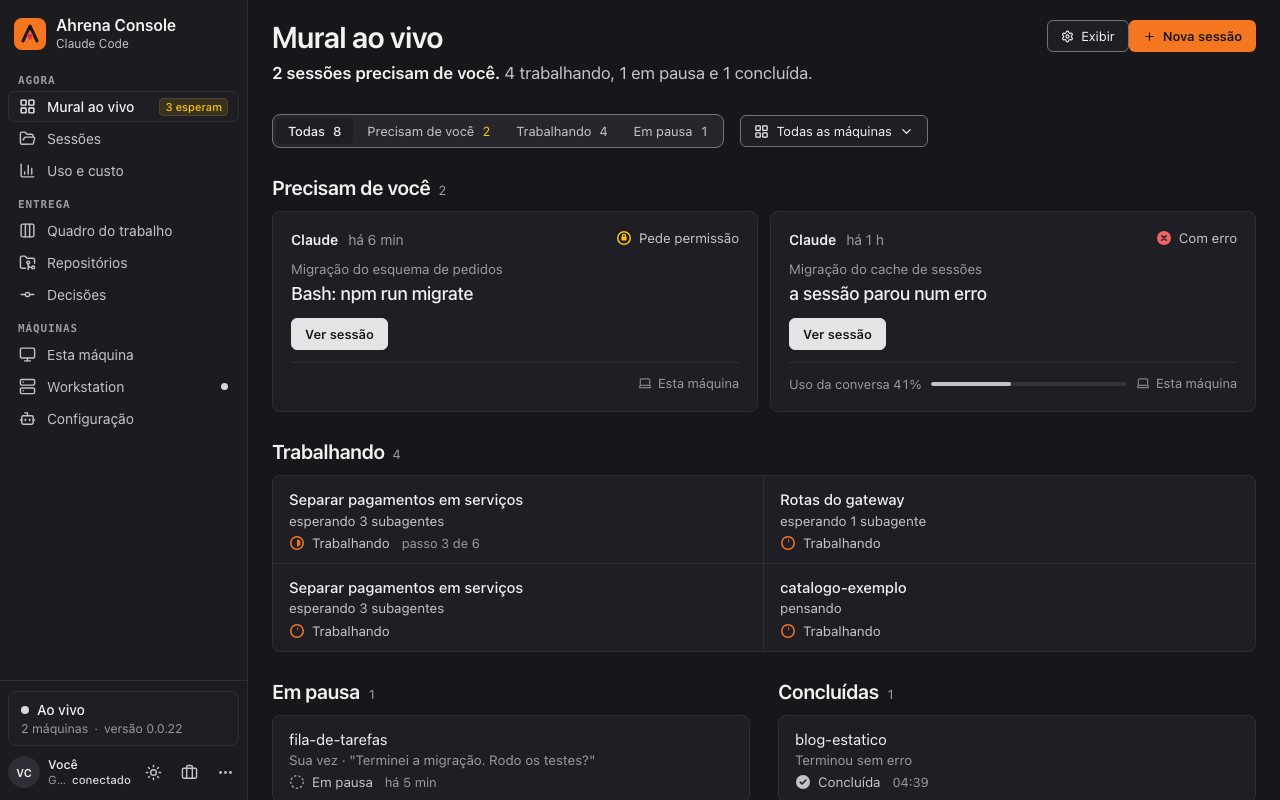 Ahrena Console
Claude Code
AGORA
Mural ao vivo 3 esperam
Sessões
Uso e custo
ENTREGA
Quadro do trabalho
Repositórios
Decisões
MÁQUINAS
Esta máquina
Workstation
Configuração
Ao vivo
2 máquinas · versão 0.0.22
VC
Você
G... conectado
Mural ao vivo
Exibir
Nova sessão
2 sessões precisam de você. 4 trabalhando, 1 em pausa e 1 concluída.
Todas 8 Precisam de você 2 Trabalhando 4 Em pausa 1
Todas as máquinas
Precisam de você 2
Claude há 6 min Pede permissão
Migração do esquema de pedidos
Bash: npm run migrate
Ver sessão
Esta máquina
Claude há 1 h Com erro
Migração do cache de sessões
a sessão parou num erro
Ver sessão
Uso da conversa 41% Esta máquina
Trabalhando 4
Separar pagamentos em serviços
esperando 3 subagentes
Trabalhando passo 3 de 6
Rotas do gateway
esperando 1 subagente
Trabalhando
Separar pagamentos em serviços
esperando 3 subagentes
Trabalhando
catalogo-exemplo
pensando
Trabalhando
Em pausa 1
fila-de-tarefas
Sua vez · "Terminei a migração. Rodo os testes?"
Em pausa há 5 min
Concluídas 1
blog-estatico
Terminou sem erro
Concluída 04:39